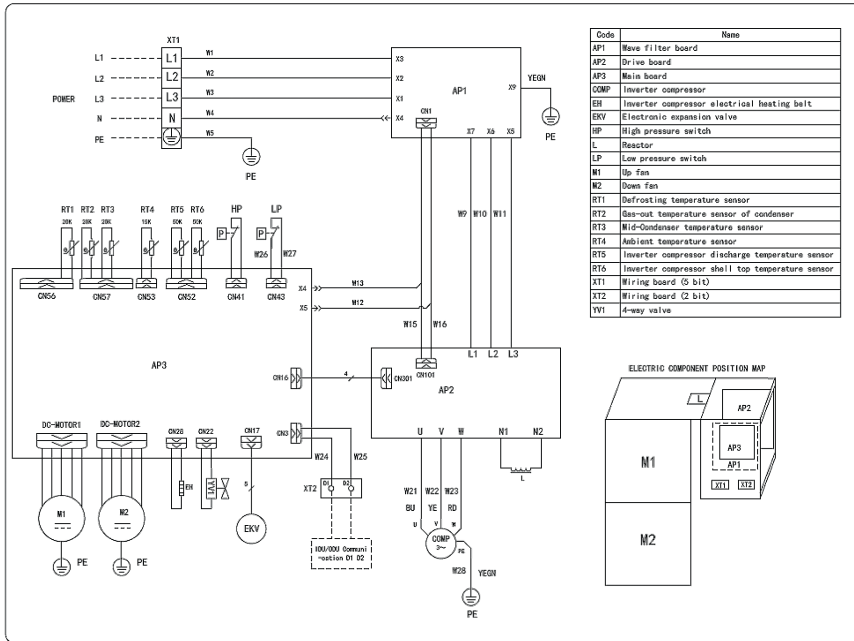 XT1
L1 L1 W1 X3
L2 L2 W2 X2
POWER L3 L3 W3 X1
N N W4 X4
PE W5
PE
AP1
CN1
X9 YEGN
PE
X7 X6 X5
W9 W10 W11
RT1 RT2 RT3 RT4 RT5 RT6 HP LP
20K 20K 20K 15K 50K 50K
θ θ θ θ θ θ P P
W26 W27
CN56 CN57 CN53 CN52 CN41 CN43
X4 W13
X5 W12
W15 W16
AP3
CN16 4 CN301
CN101
L1 L2 L3
AP2
U V W N1 N2
L
DC-MOTOR1 DC-MOTOR2 CN28 CN22 CN17 CN3
W24 W25
M1 M2 EH YV1 5
EKV
PE PE
XT2 D1 D2
IDU/ODU Communi
-cation D1 D2
W21 W22 W23
BU YE RD
U V W
COMP
3~
PE
W28 YEGN
PE
Code Name
AP1 Wave filter board
AP2 Drive board
AP3 Main board
COMP Inverter compressor
EH Inverter compressor electrical heating belt
EKV Electronic expansion valve
HP High pressure switch
L Reactor
LP Low pressure switch
M1 Up fan
M2 Down fan
RT1 Defrosting temperature sensor
RT2 Gas-out temperature sensor of condenser
RT3 Mid-Condenser temperature sensor
RT4 Ambient temperature sensor
RT5 Inverter compressor discharge temperature sensor
RT6 Inverter compressor shell top temperature sensor
XT1 Wiring board (5 bit)
XT2 Wiring board (2 bit)
YV1 4-way valve
ELECTRIC COMPONENT POSITION MAP
L
AP2
AP3
AP1
XT1 XT2
M1
M2